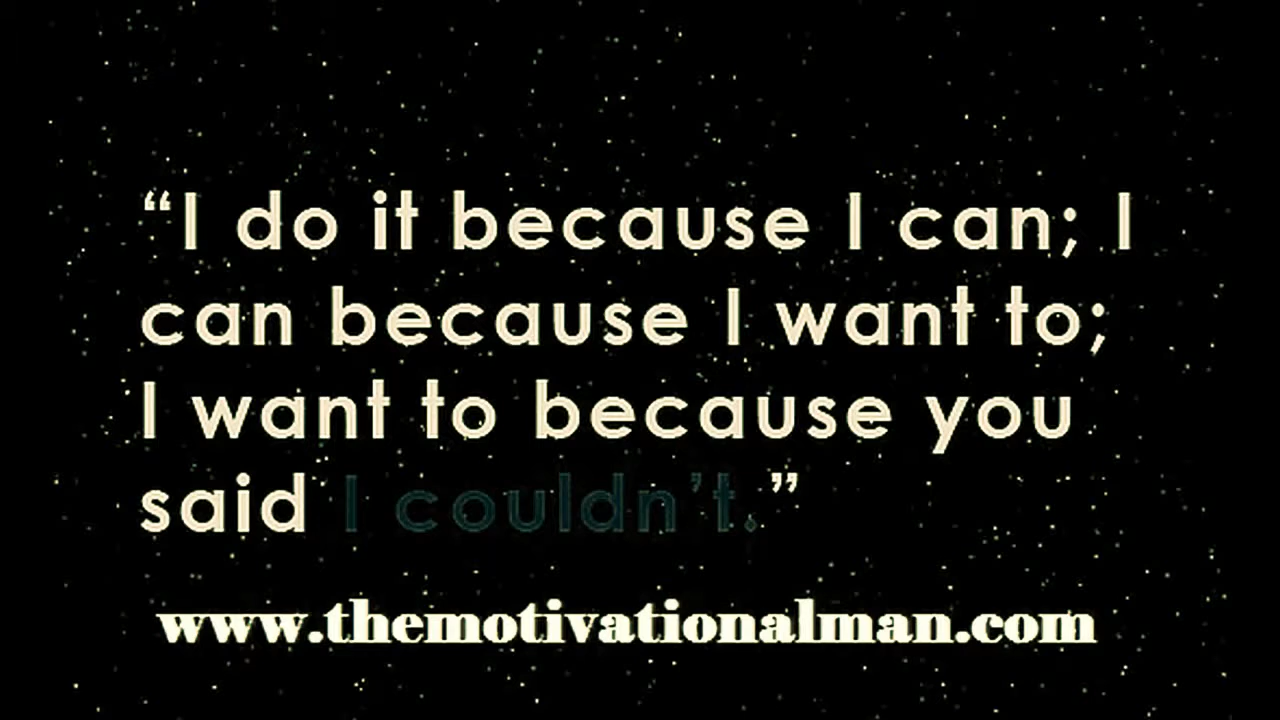 “I do it because I can; I
can because I want to;
I want to because you
said I couldn’t.”
www.themotivationalman.com